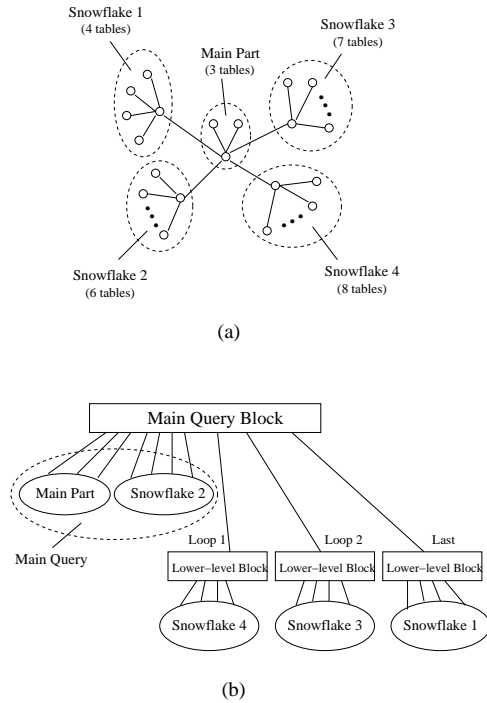 Snowflake 1
(4 tables)
Main Part
(3 tables)
Snowflake 3
(7 tables)
Snowflake 2
(6 tables)
Snowflake 4
(8 tables)
(a)
Main Query Block
Main Part
Snowflake 2
Main Query
Loop 1
Loop 2
Last
Lower-level Block
Lower-level Block
Lower-level Block
Snowflake 4
Snowflake 3
Snowflake 1
(b)